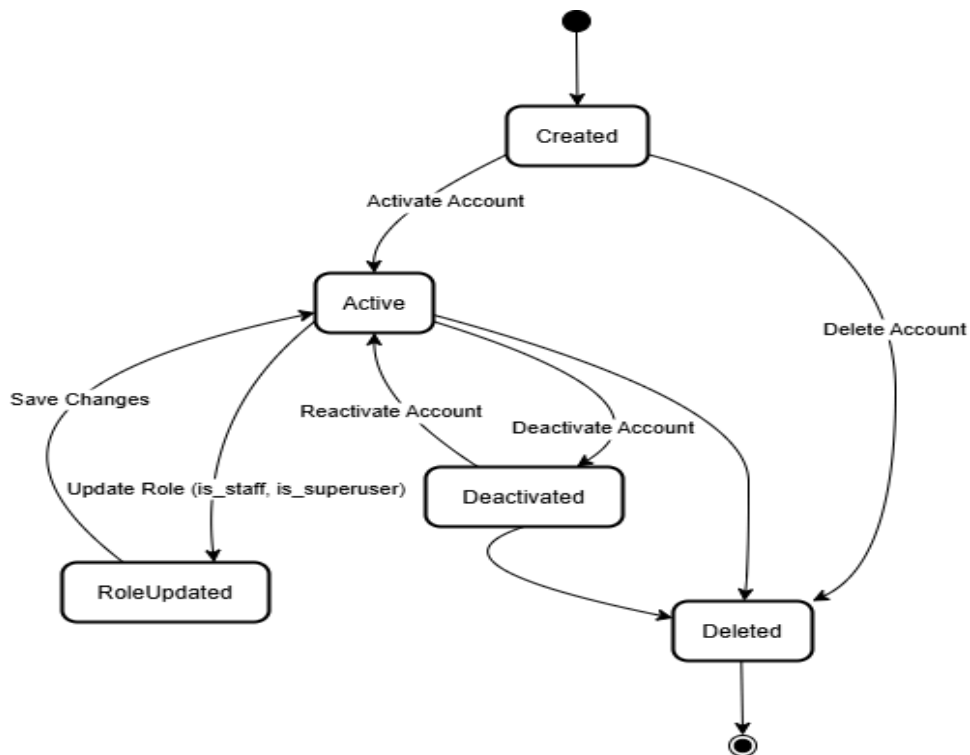 Created
Activate Account
Active
Delete Account
Save Changes
Reactivate Account
Deactivate Account
Update Role (is_staff, is_superuser)
Deactivated
RoleUpdated
Deleted